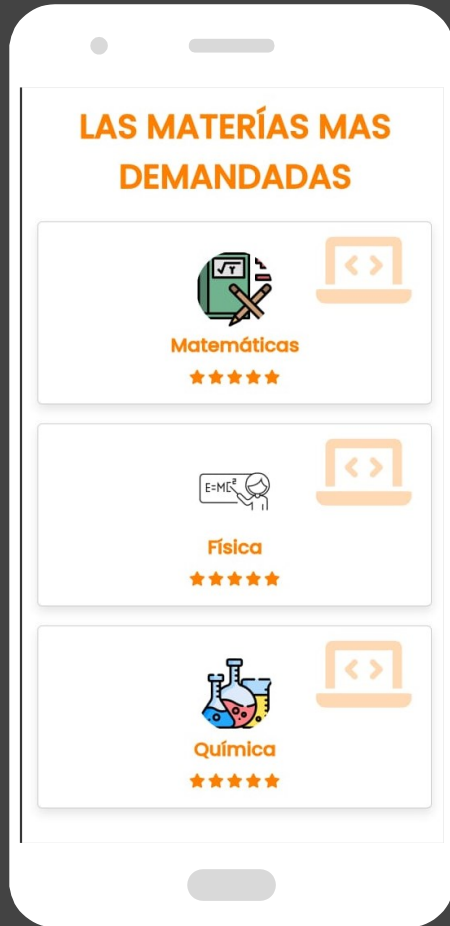 LAS MATERÍAS MAS
DEMANDADAS
√Y
Matemáticas
E=MC²
Física
Química